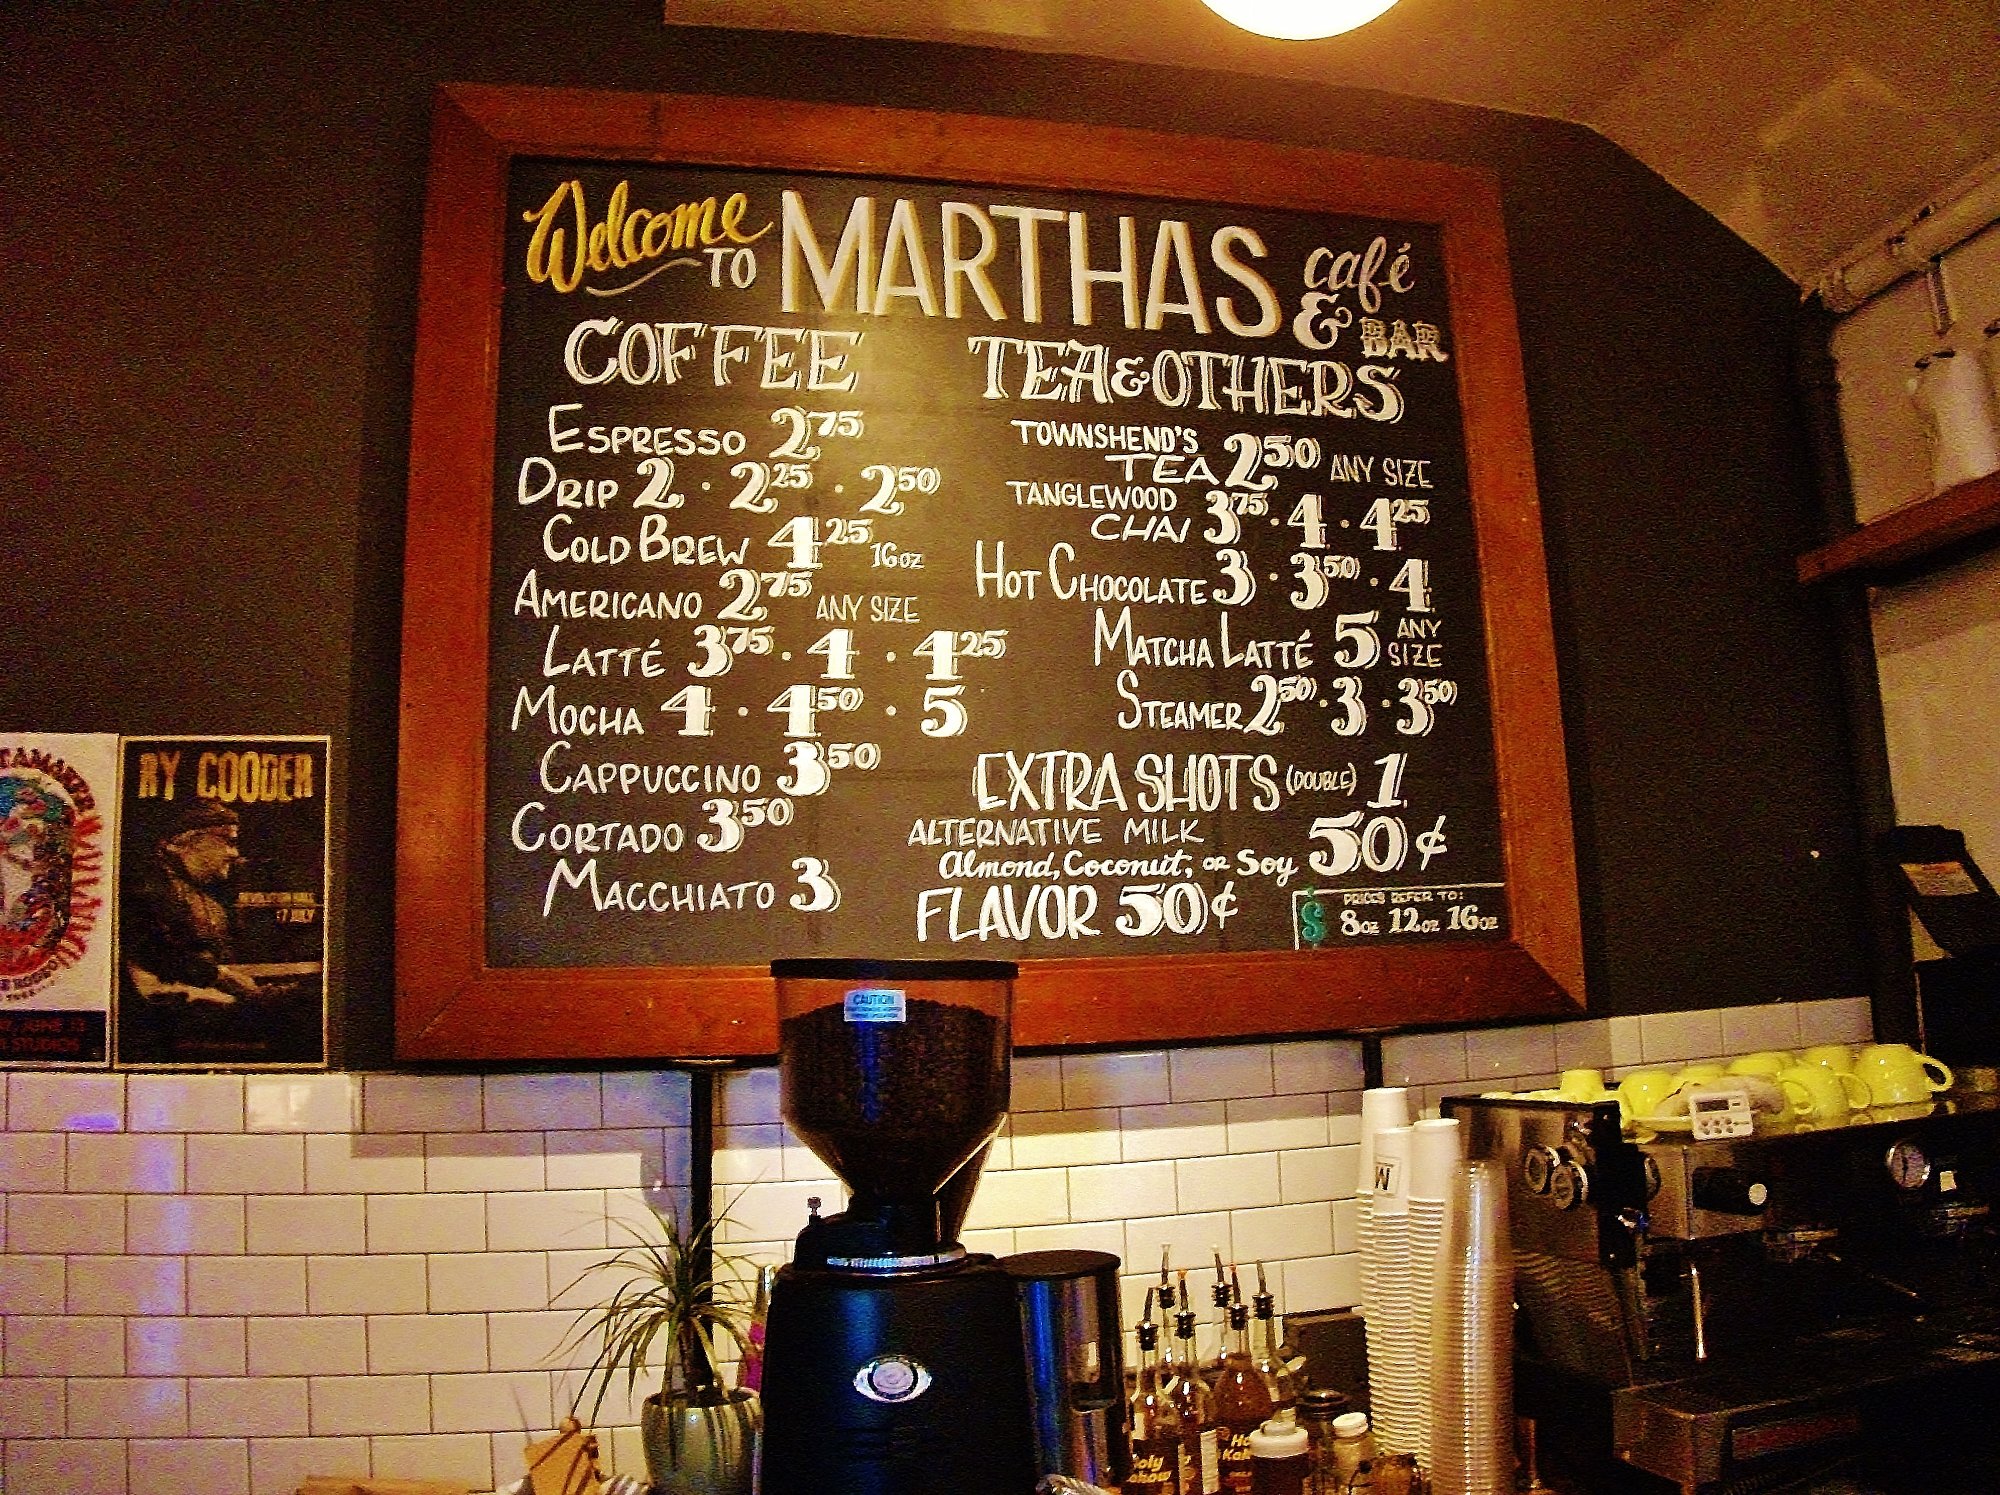 Welcome TO MARTHAS café & BAR
COFFEE
ESPRESSO 2.75
DRIP 2. · 2.25 · 2.50
COLD BREW 4.25 16oz
AMERICANO 2.75 ANY SIZE
LATTÉ 3.75 · 4 · 4.25
MOCHA 4 · 4.50 · 5
CAPPUCCINO 3.50
CORTADO 3.50
MACCHIATO 3
TEA & OTHERS
TOWNSHEND'S
TEA 2.50 ANY SIZE
TANGLEWOOD
CHAI 3.75 · 4 · 4.25
HOT CHOCOLATE 3 · 3.50 · 4
MATCHA LATTÉ 5 ANY SIZE
STEAMER 2.50 · 3 · 3.50
EXTRA SHOTS (DOUBLE) 1.
ALTERNATIVE MILK
Almond, Coconut, OR Soy 50¢
FLAVOR 50¢
$ PRICES REFER TO:
8oz 12oz 16oz
RY COODER
7 JULY
JUNE 13
STUDIOS
CAUTION
M